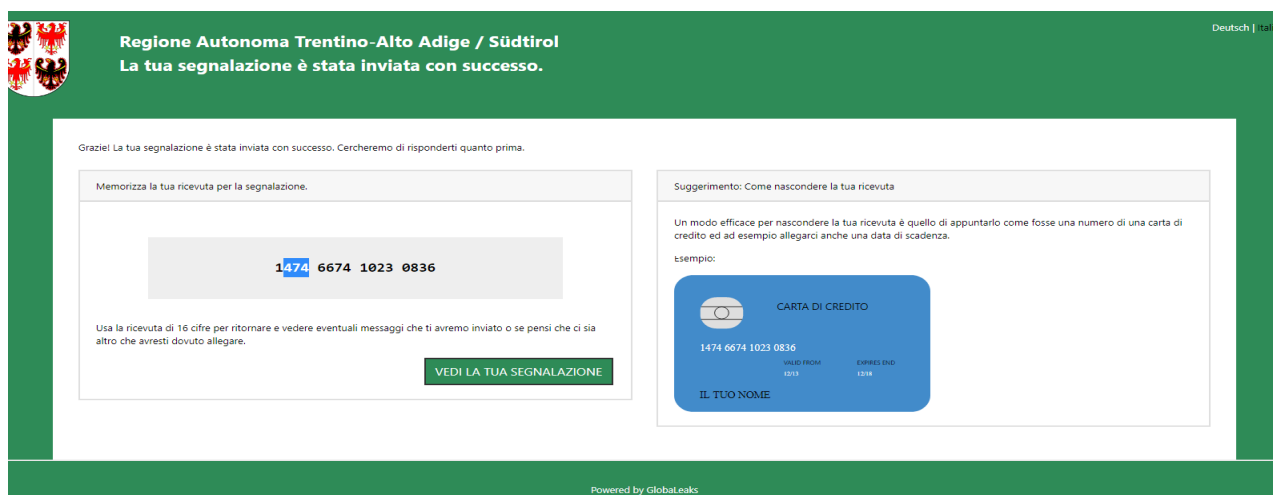 Deutsch | Itali
Regione Autonoma Trentino-Alto Adige / Südtirol
La tua segnalazione è stata inviata con successo.
Grazie! La tua segnalazione è stata inviata con successo. Cercheremo di risponderti quanto prima.
Memorizza la tua ricevuta per la segnalazione.
1474 6674 1023 0836
Usa la ricevuta di 16 cifre per ritornare e vedere eventuali messaggi che ti avremo inviato o se pensi che ci sia
altro che avresti dovuto allegare.
VEDI LA TUA SEGNALAZIONE
Suggerimento: Come nascondere la tua ricevuta
Un modo efficace per nascondere la tua ricevuta è quello di appuntarlo come fosse una numero di una carta di
credito ed ad esempio allegarci anche una data di scadenza.
Esempio:
CARTA DI CREDITO
1474 6674 1023 0836
VALID FROM EXPIRES END
12/13 12/18
IL TUO NOME
Powered by GlobaLeaks